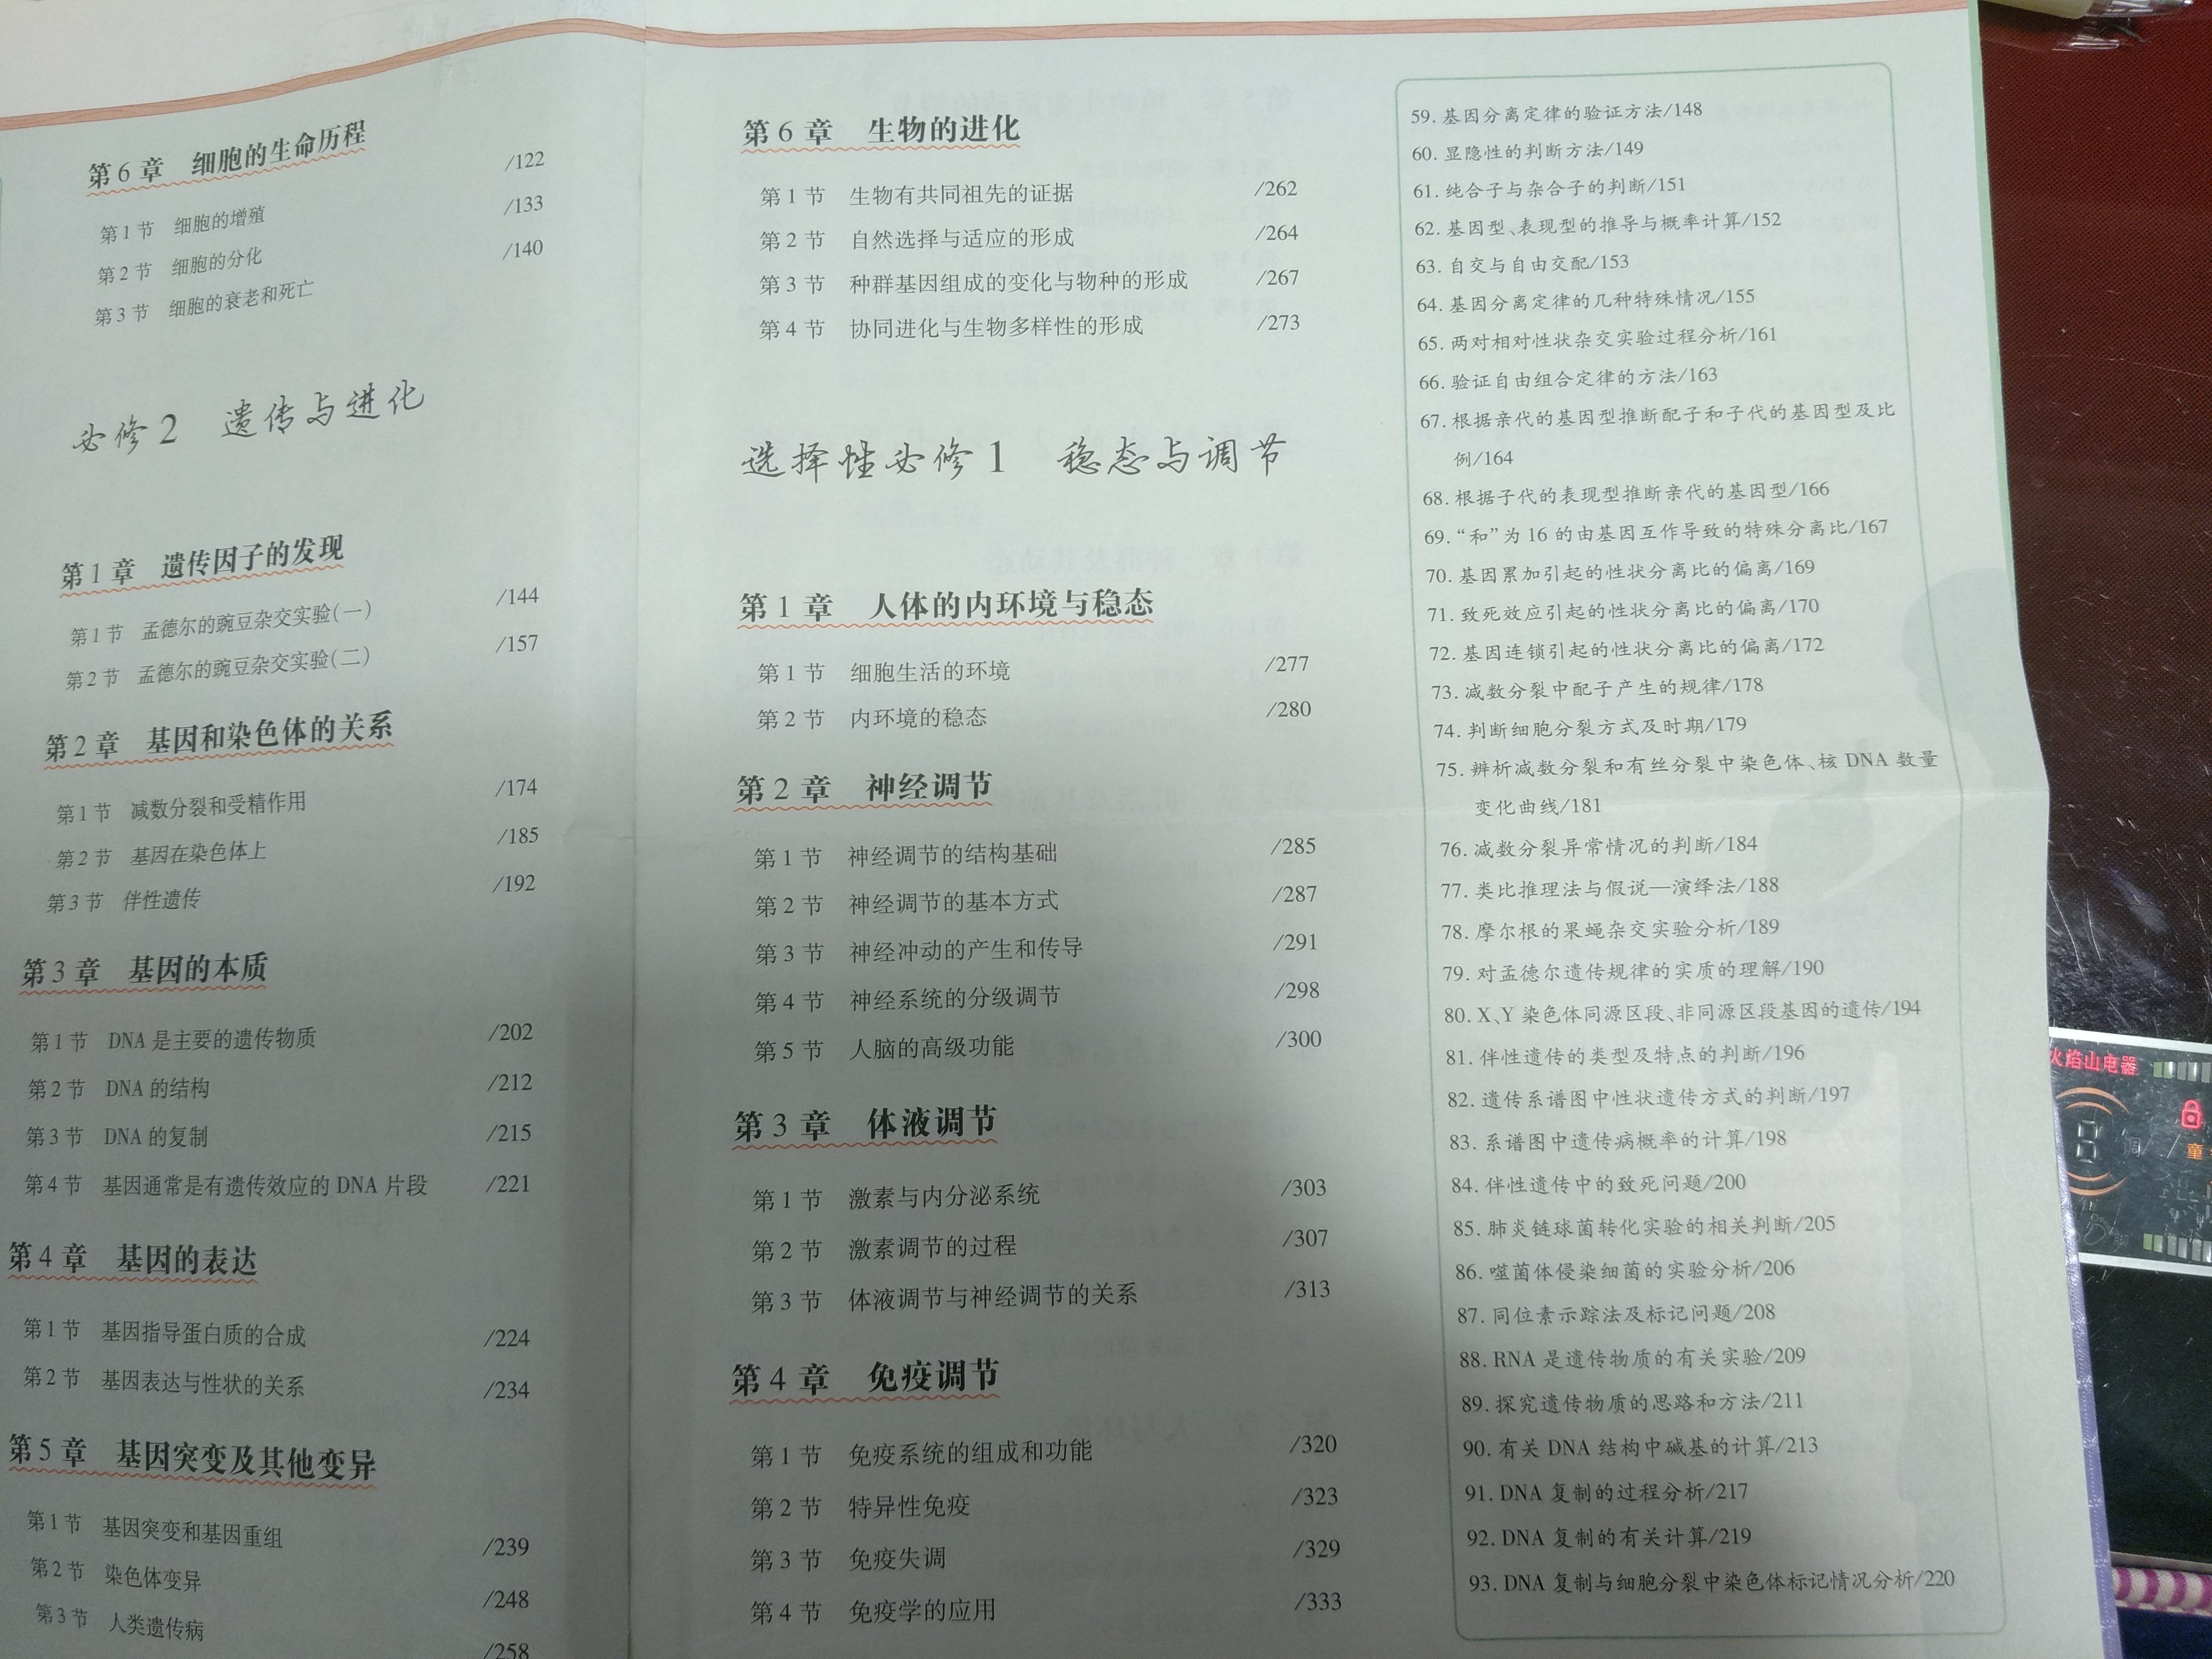 第6章 细胞的生命历程
第1节 细胞的增殖 /122
第2节 细胞的分化 /133
第3节 细胞的衰老和死亡 /140
必修2 遗传与进化
第1章 遗传因子的发现
第1节 孟德尔的豌豆杂交实验(一) /144
第2节 孟德尔的豌豆杂交实验(二) /157
第2章 基因和染色体的关系
第1节 减数分裂和受精作用 /174
第2节 基因在染色体上 /185
第3节 伴性遗传 /192
第3章 基因的本质
第1节 DNA是主要的遗传物质 /202
第2节 DNA的结构 /212
第3节 DNA的复制 /215
第4节 基因通常是有遗传效应的DNA片段 /221
第4章 基因的表达
第1节 基因指导蛋白质的合成 /224
第2节 基因表达与性状的关系 /234
第5章 基因突变及其他变异
第1节 基因突变和基因重组 /239
第2节 染色体变异 /248
第3节 人类遗传病 /258
第6章 生物的进化
第1节 生物有共同祖先的证据 /262
第2节 自然选择与适应的形成 /264
第3节 种群基因组成的变化与物种的形成 /267
第4节 协同进化与生物多样性的形成 /273
选择性必修1 稳态与调节
第1章 人体的内环境与稳态
第1节 细胞生活的环境 /277
第2节 内环境的稳态 /280
第2章 神经调节
第1节 神经调节的结构基础 /285
第2节 神经调节的基本方式 /287
第3节 神经冲动的产生和传导 /291
第4节 神经系统的分级调节 /298
第5节 人脑的高级功能 /300
第3章 体液调节
第1节 激素与内分泌系统 /303
第2节 激素调节的过程 /307
第3节 体液调节与神经调节的关系 /313
第4章 免疫调节
第1节 免疫系统的组成和功能 /320
第2节 特异性免疫 /323
第3节 免疫失调 /329
第4节 免疫学的应用 /333
59.基因分离定律的验证方法/148
60.显隐性的判断方法/149
61.纯合子与杂合子的判断/151
62.基因型、表现型的推导与概率计算/152
63.自交与自由交配/153
64.基因分离定律的几种特殊情况/155
65.两对相对性状杂交实验过程分析/161
66.验证自由组合定律的方法/163
67.根据亲代的基因型推断配子和子代的基因型及比
例/164
68.根据子代的表现型推断亲代的基因型/166
69.“和”为16的由基因互作导致的特殊分离比/167
70.基因累加引起的性状分离比的偏离/169
71.致死效应引起的性状分离比的偏离/170
72.基因连锁引起的性状分离比的偏离/172
73.减数分裂中配子产生的规律/178
74.判断细胞分裂方式及时期/179
75.辨析减数分裂和有丝分裂中染色体、核DNA数量
变化曲线/181
76.减数分裂异常情况的判断/184
77.类比推理法与假说—演绎法/188
78.摩尔根的果蝇杂交实验分析/189
79.对孟德尔遗传规律的实质的理解/190
80.X、Y染色体同源区段、非同源区段基因的遗传/194
81.伴性遗传的类型及特点的判断/196
82.遗传系谱图中性状遗传方式的判断/197
83.系谱图中遗传病概率的计算/198
84.伴性遗传中的致死问题/200
85.肺炎链球菌转化实验的相关判断/205
86.噬菌体侵染细菌的实验分析/206
87.同位素示踪法及标记问题/208
88.RNA是遗传物质的有关实验/209
89.探究遗传物质的思路和方法/211
90.有关DNA结构中碱基的计算/213
91.DNA复制的过程分析/217
92.DNA复制的有关计算/219
93.DNA复制与细胞分裂中染色体标记情况分析/220
火焰山电器
童